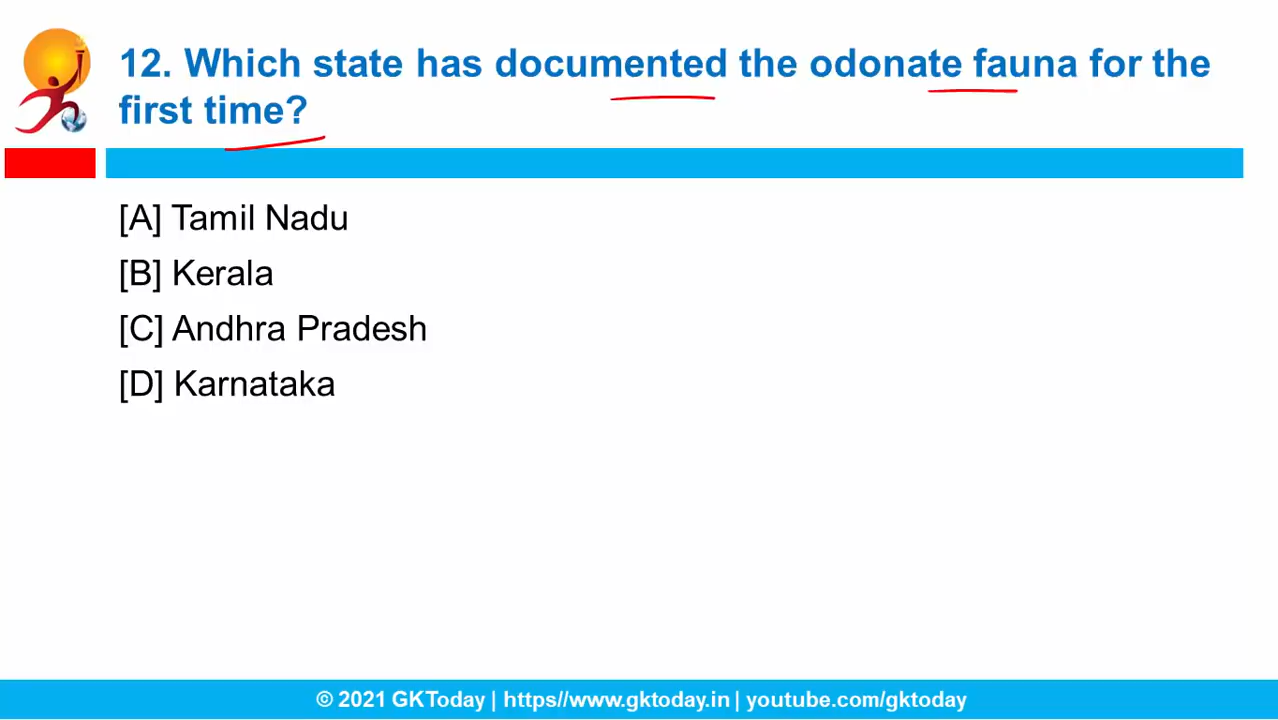 12. Which state has documented the odonate fauna for the
first time?
[A] Tamil Nadu
[B] Kerala
[C] Andhra Pradesh
[D] Karnataka
© 2021 GKToday | https//www.gktoday.in | youtube.com/gktoday